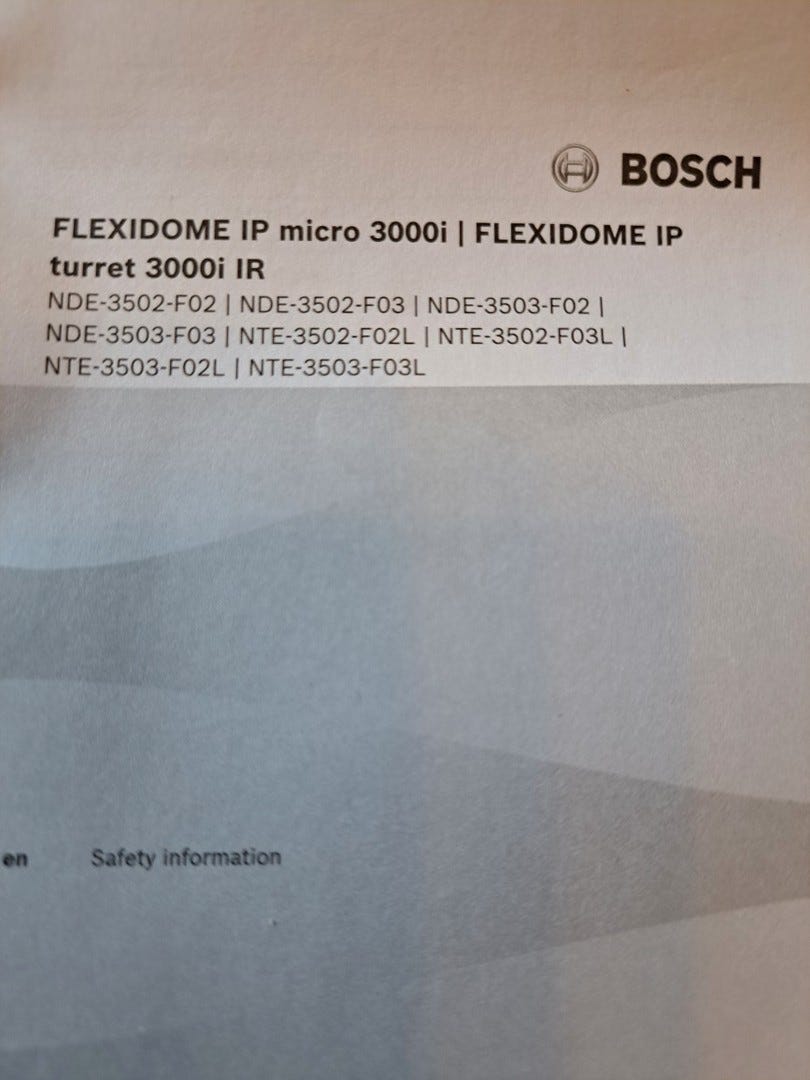 BOSCH
FLEXIDOME IP micro 3000i | FLEXIDOME IP
turret 3000i IR
NDE-3502-F02 | NDE-3502-F03 | NDE-3503-F02 |
NDE-3503-F03 | NTE-3502-F02L | NTE-3502-F03L |
NTE-3503-F02L | NTE-3503-F03L
en Safety information